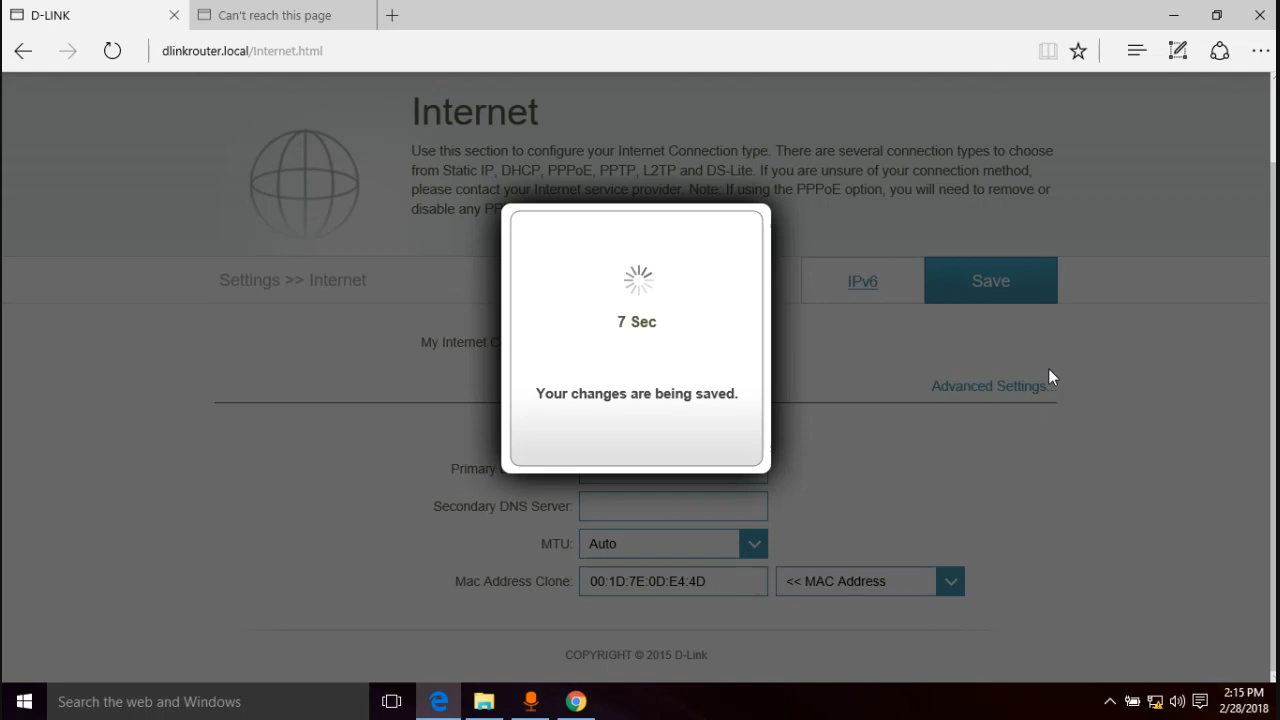 D-LINK
Can't reach this page
dlinkrouter.local/Internet.html
Internet
Use this section to configure your Internet Connection type. There are several connection types to choose
from Static IP, DHCP, PPPoE, PPTP, L2TP and DS-Lite. If you are unsure of your connection method,
please contact your Internet service provider. Note. If using the PPPoE option, you will need to remove or
disable any
Settings >> Internet
IPv6
Save
7 Sec
My Internet
Advanced Settings...
Your changes are being saved.
Primary
Secondary DNS Server:
MTU:
Auto
Mac Address Clone:
00:1D:7E:0D:E4:4D
<< MAC Address
COPYRIGHT © 2015 D-Link
Search the web and Windows
2:15 PM
2/28/2018